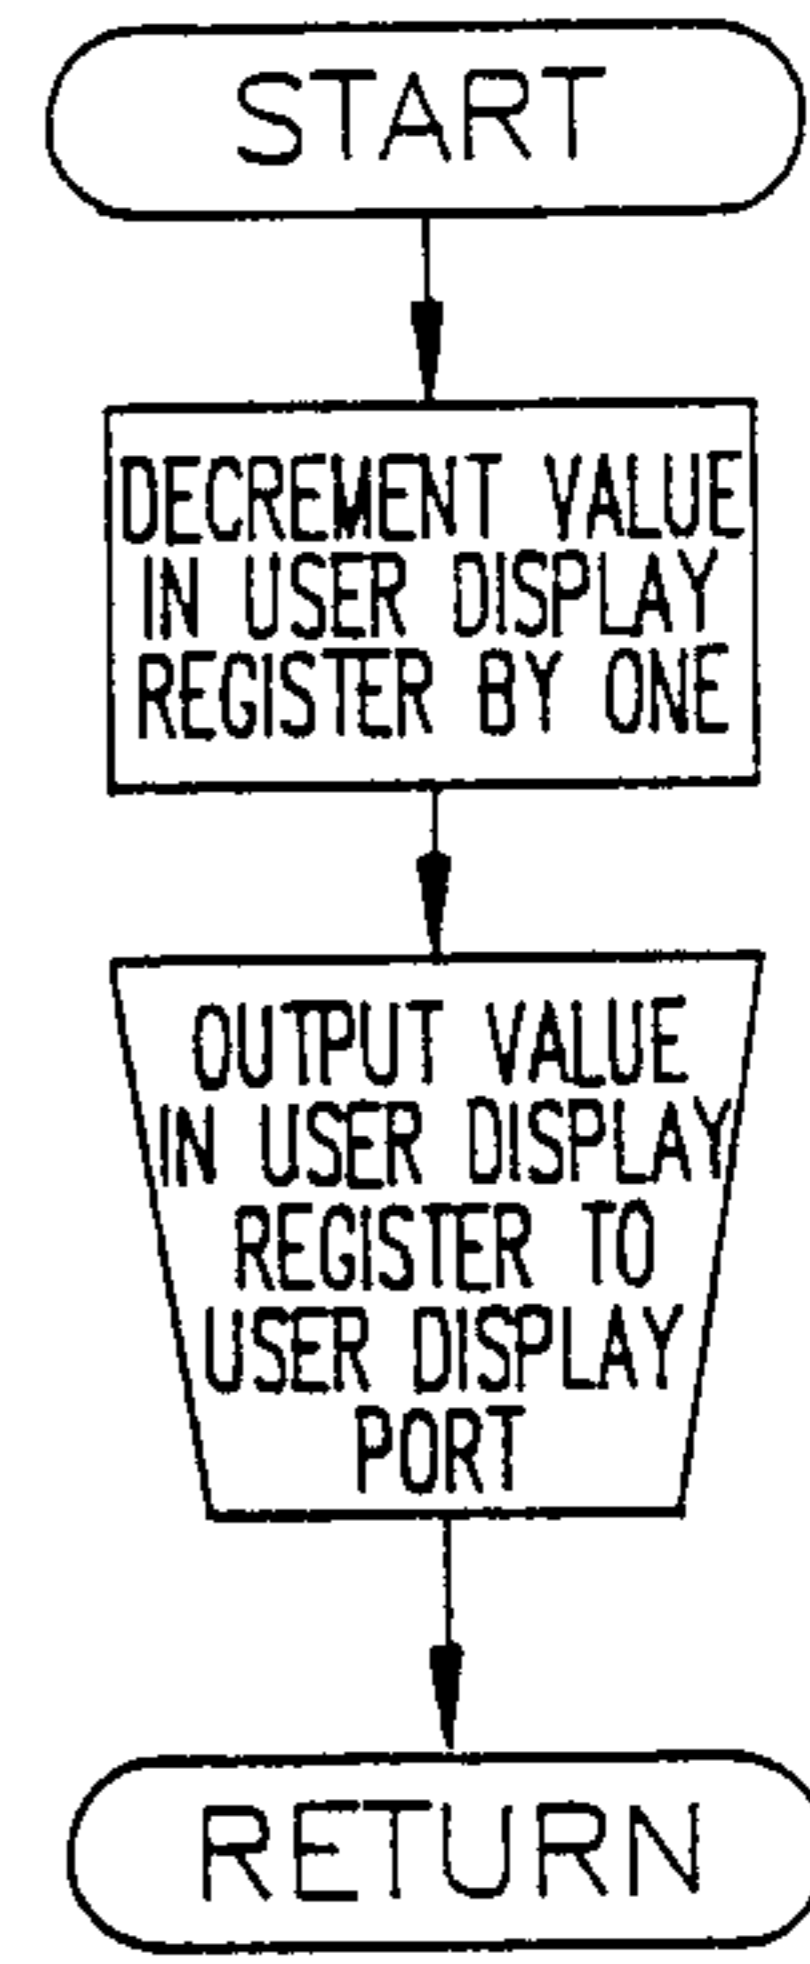 START
DECREMENT VALUE
IN USER DISPLAY
REGISTER BY ONE
OUTPUT VALUE
IN USER DISPLAY
REGISTER TO
USER DISPLAY
PORT
RETURN